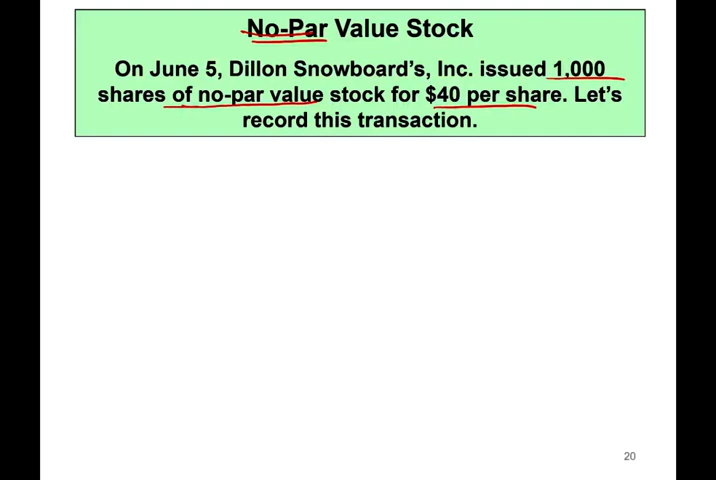 No-Par Value Stock
On June 5, Dillon Snowboard's, Inc. issued 1,000
shares of no-par value stock for $40 per share. Let's
record this transaction.
20